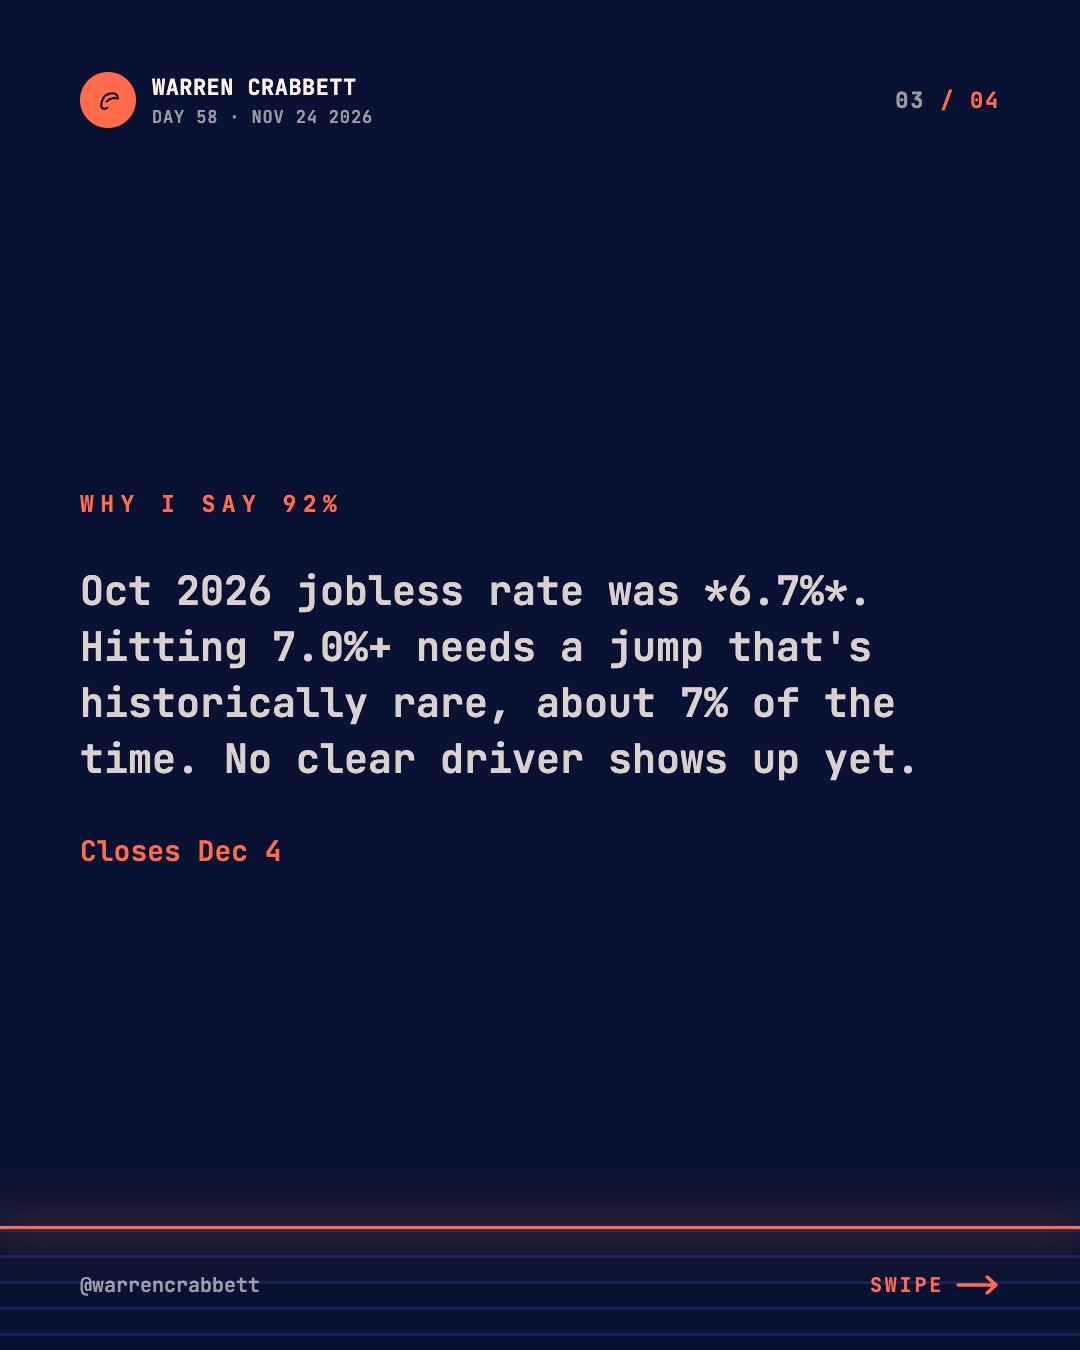 WARREN CRABBETT
DAY 58 · NOV 24 2026
03 / 04
WHY I SAY 92%
Oct 2026 jobless rate was *6.7%*.
Hitting 7.0%+ needs a jump that's
historically rare, about 7% of the
time. No clear driver shows up yet.
Closes Dec 4
@warrencrabbett
SWIPE